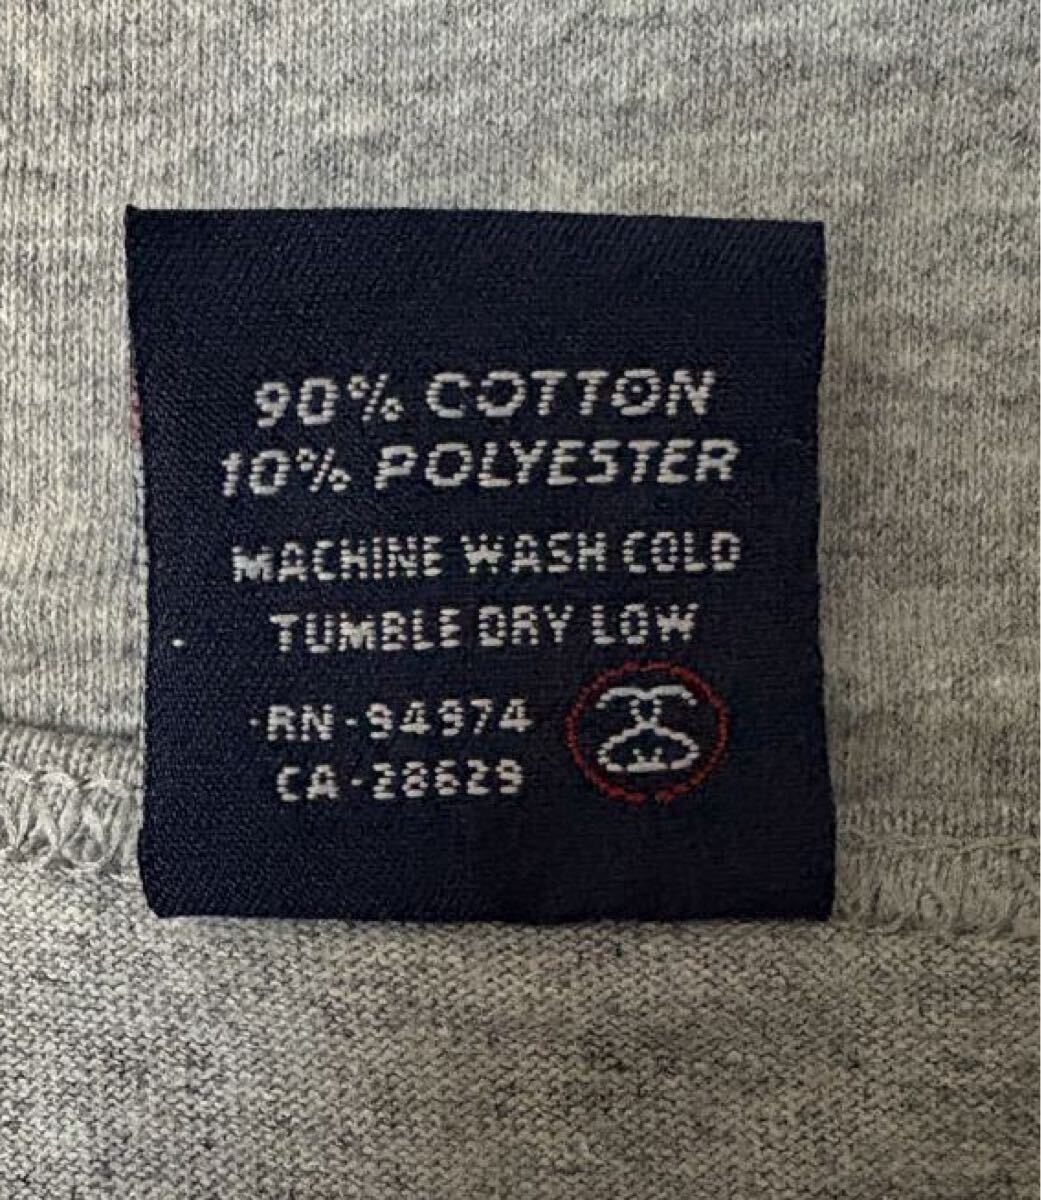 90% COTTON
10% POLYESTER
MACHINE WASH COLD
TUMBLE DRY LOW
·RN-94974
CA-28629